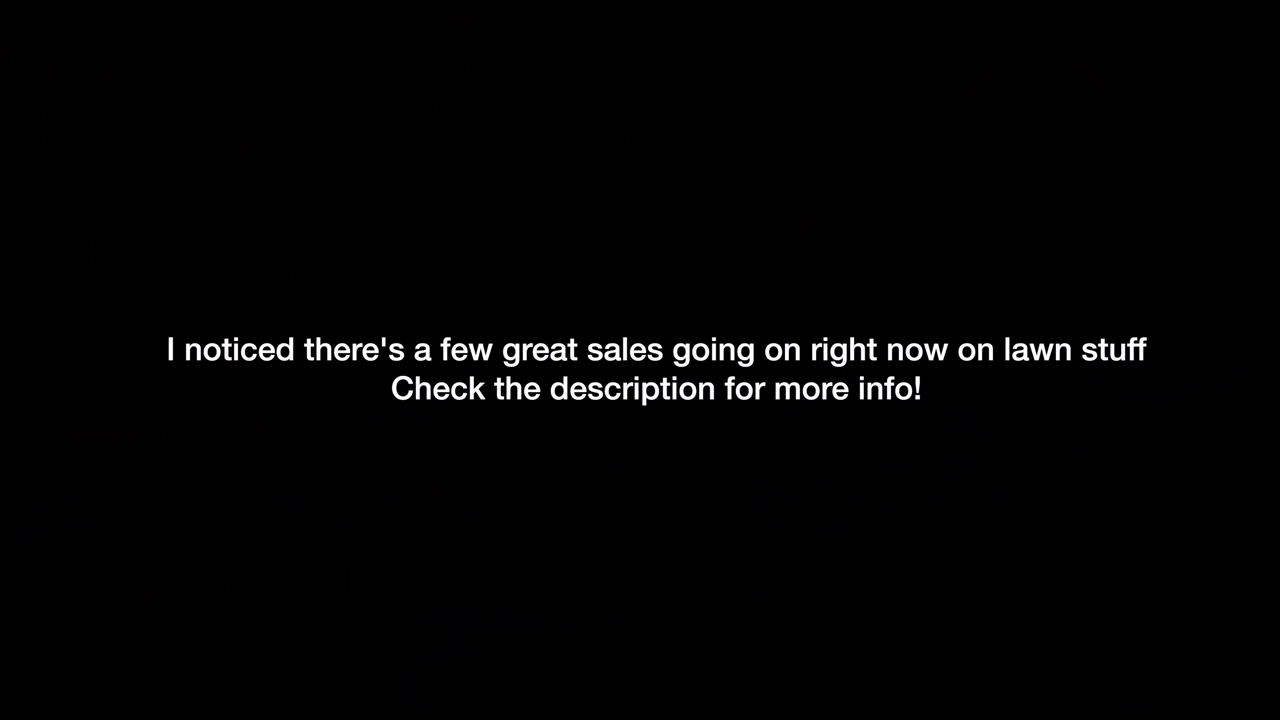 I noticed there's a few great sales going on right now on lawn stuff
Check the description for more info!